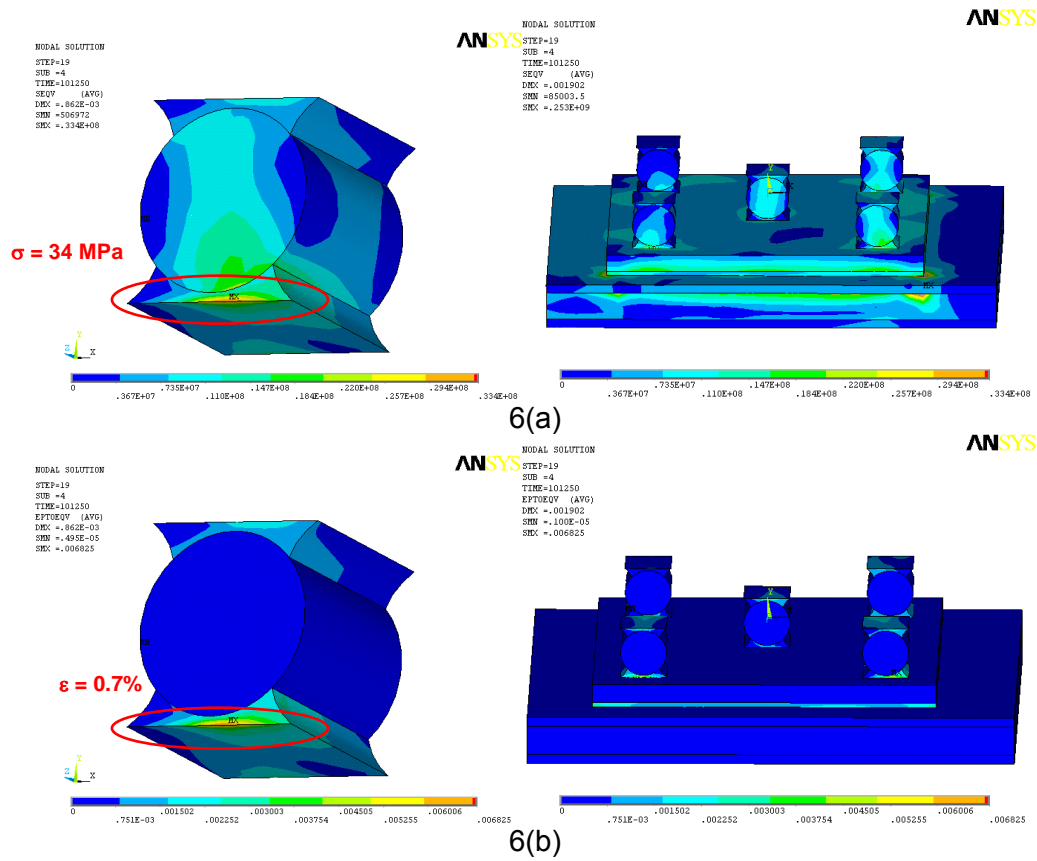 ANSYS
NODAL SOLUTION
STEP=19
SUB =4
TIME=101250
SEQV (AVG)
DMX =.862E-03
SMN =506972
SMX =.334E+08
MN
σ = 34 MPa
MX
Y
Z X
0 .735E+07 .147E+08 .220E+08 .294E+08
.367E+07 .110E+08 .184E+08 .257E+08 .334E+08
ANSYS
NODAL SOLUTION
STEP=19
SUB =4
TIME=101250
SEQV (AVG)
DMX =.001902
SMN =85003.5
SMX =.253E+09
Y
X
MX
0 .735E+07 .147E+08 .220E+08 .294E+08
.367E+07 .110E+08 .184E+08 .257E+08 .334E+08
6(a)
ANSYS
NODAL SOLUTION
STEP=19
SUB =4
TIME=101250
EPTOEQV (AVG)
DMX =.862E-03
SMN =.495E-05
SMX =.006825
MN
ε = 0.7%
MX
Y
Z X
0 .001502 .003003 .004505 .006006
.751E-03 .002252 .003754 .005255 .006825
ANSYS
NODAL SOLUTION
STEP=19
SUB =4
TIME=101250
EPTOEQV (AVG)
DMX =.001902
SMN =.100E-05
SMX =.006825
Y
0 .001502 .003003 .004505 .006006
.751E-03 .002252 .003754 .005255 .006825
6(b)